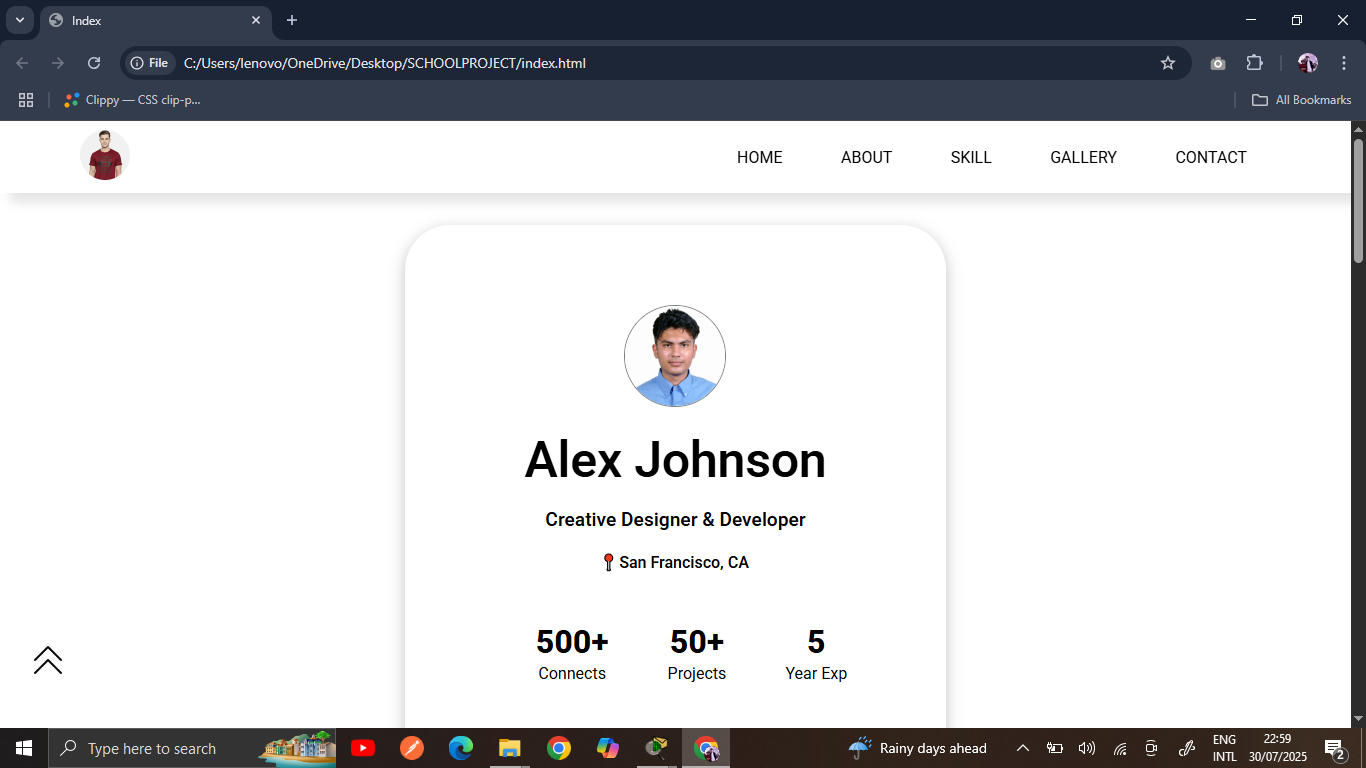 Index
File C:/Users/lenovo/OneDrive/Desktop/SCHOOLPROJECT/index.html
Clippy — CSS clip-p...
All Bookmarks
HOME ABOUT SKILL GALLERY CONTACT
Alex Johnson
Creative Designer & Developer
San Francisco, CA
500+ 50+ 5
Connects Projects Year Exp
Type here to search
Rainy days ahead
ENG
INTL
22:59
30/07/2025
2